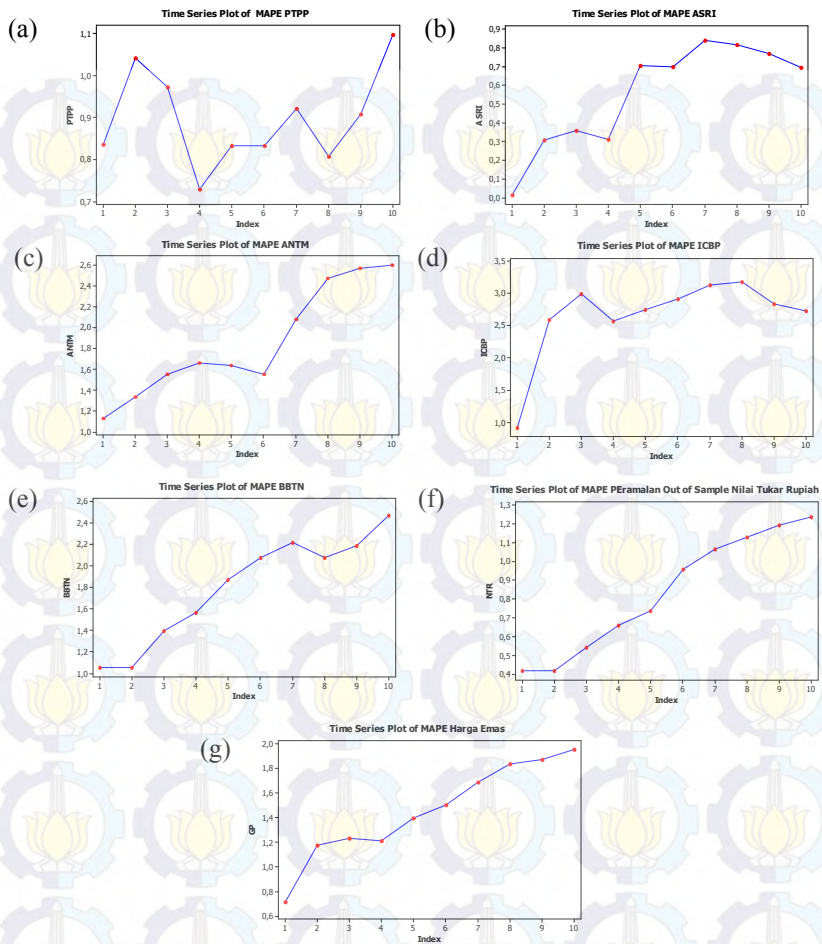 (a)
Time Series Plot of MAPE PTPP
1,1
1,0
0,9
0,8
0,7
PTPP
1 2 3 4 5 6 7 8 9 10
Index
(b)
Time Series Plot of MAPE ASRI
0,9
0,8
0,7
0,6
0,5
0,4
0,3
0,2
0,1
0,0
ASRI
1 2 3 4 5 6 7 8 9 10
Index
(c)
Time Series Plot of MAPE ANTM
2,6
2,4
2,2
2,0
1,8
1,6
1,4
1,2
1,0
ANTM
1 2 3 4 5 6 7 8 9 10
Index
(d)
Time Series Plot of MAPE ICBP
3,5
3,0
2,5
2,0
1,5
1,0
ICBP
1 2 3 4 5 6 7 8 9 10
Index
(e)
Time Series Plot of MAPE BBTN
2,6
2,4
2,2
2,0
1,8
1,6
1,4
1,2
1,0
BBTN
1 2 3 4 5 6 7 8 9 10
Index
(f)
Time Series Plot of MAPE PEramalan Out of Sample Nilai Tukar Rupiah
1,3
1,2
1,1
1,0
0,9
0,8
0,7
0,6
0,5
0,4
NTR
1 2 3 4 5 6 7 8 9 10
Index
(g)
Time Series Plot of MAPE Harga Emas
2,0
1,8
1,6
1,4
1,2
1,0
0,8
0,6
GP
1 2 3 4 5 6 7 8 9 10
Index